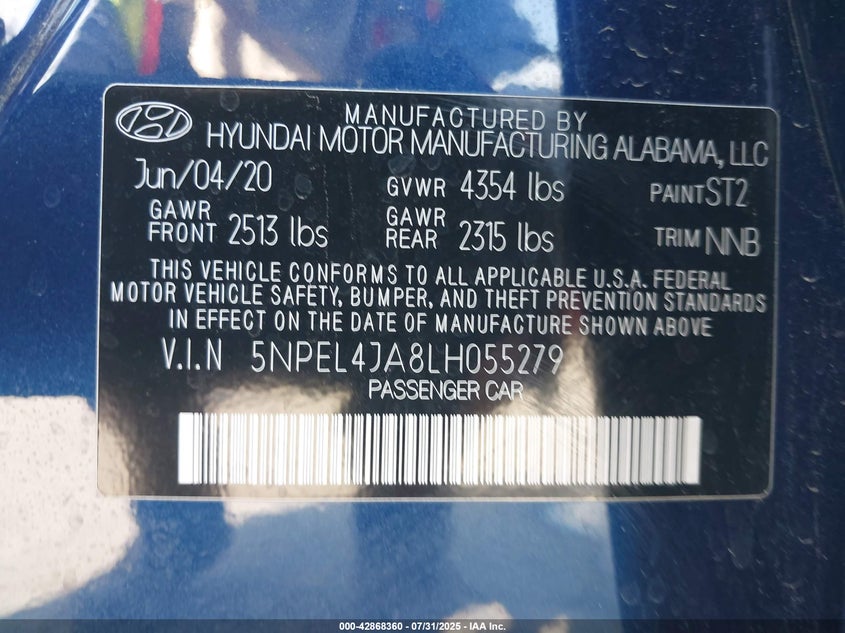 MANUFACTURED BY
HYUNDAI MOTOR MANUFACTURING ALABAMA, LLC
Jun/04/20 GVWR 4354 lbs PAINT ST2
GAWR FRONT 2513 lbs GAWR REAR 2315 lbs TRIM NNB
THIS VEHICLE CONFORMS TO ALL APPLICABLE U.S.A. FEDERAL
MOTOR VEHICLE SAFETY, BUMPER, AND THEFT PREVENTION STANDARDS
IN EFFECT ON THE DATE OF MANUFACTURE SHOWN ABOVE
V.I.N 5NPEL4JA8LH055279
PASSENGER CAR
000-42868360 - 07/31/2025 - IAA Inc.